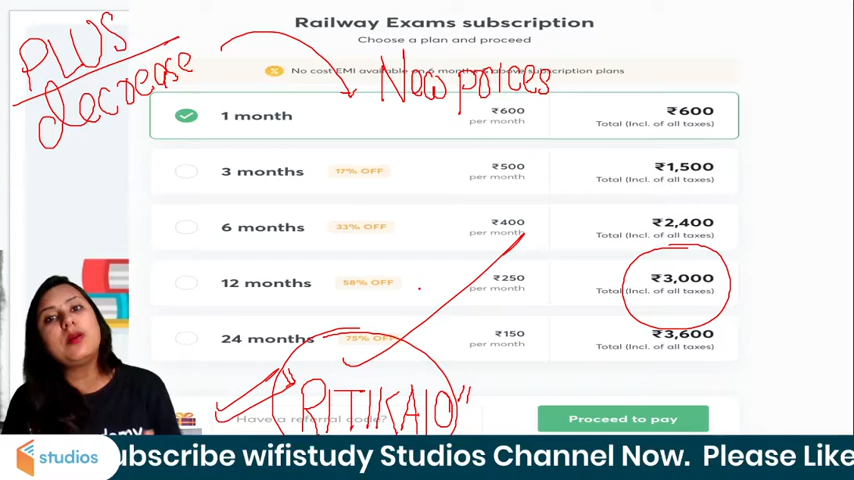 Railway Exams subscription
Choose a plan and proceed
PLUS
decrease
New prices
No cost EMI available on 6 months & above subscription plans
1 month ₹600 per month ₹600 Total (Incl. of all taxes)
3 months 17% OFF ₹500 per month ₹1,500 Total (Incl. of all taxes)
6 months 33% OFF ₹400 per month ₹2,400 Total (Incl. of all taxes)
12 months 58% OFF ₹250 per month ₹3,000 Total (Incl. of all taxes)
24 months 75% OFF ₹150 per month ₹3,600 Total (Incl. of all taxes)
"RITIKA10"
Have a referral code? Proceed to pay
studios ubscribe wifistudy Studios Channel Now. Please Like